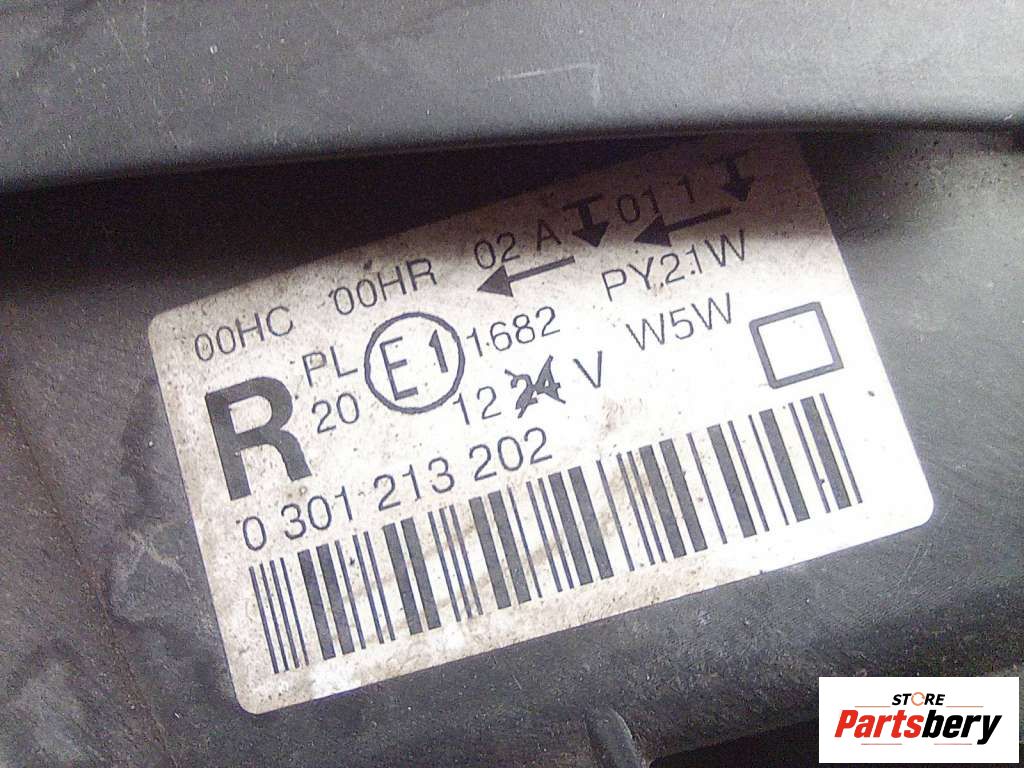 00HC 00HR 02 A 01 1
R PL E1 1682 PY21W
20 12 24 V W5W
0 301 213 202
STORE
Partsbery